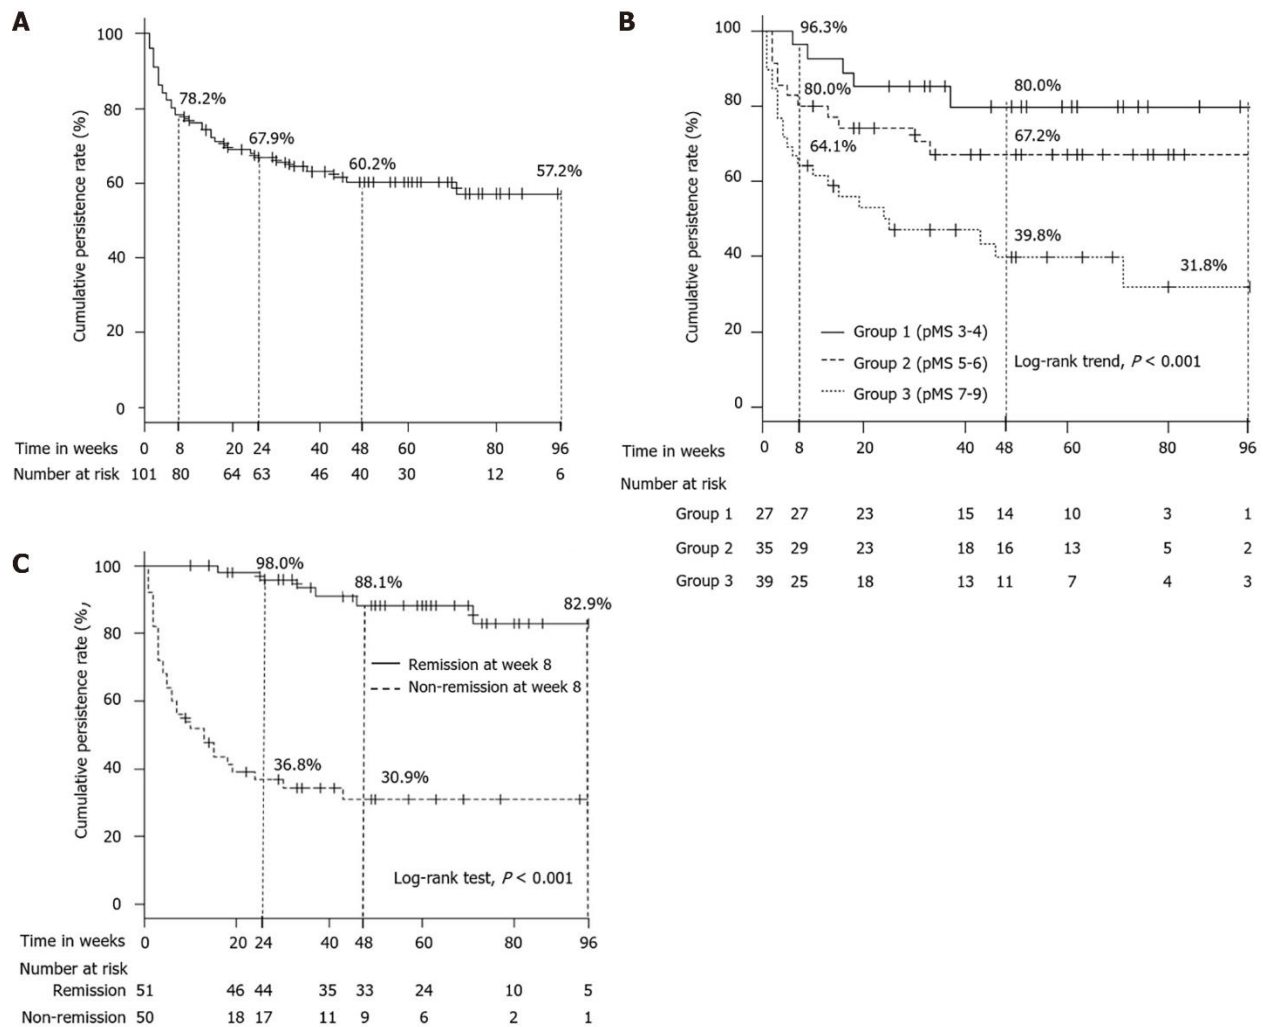 A
100
80
60
40
20
0
Cumulative persistence rate (%)
78.2%
67.9%
60.2%
57.2%
0 8 20 24 40 48 60 80 96
Time in weeks
Number at risk 101 80 64 63 46 40 30 12 6
B
100
80
60
40
20
0
Cumulative persistence rate (%)
96.3%
80.0%
64.1%
80.0%
67.2%
39.8%
31.8%
Group 1 (pMS 3-4)
Group 2 (pMS 5-6)
Group 3 (pMS 7-9)
Log-rank trend, P < 0.001
Time in weeks 0 8 20 40 48 60 80 96
Number at risk
Group 1 27 27 23 15 14 10 3 1
Group 2 35 29 23 18 16 13 5 2
Group 3 39 25 18 13 11 7 4 3
C
100
80
60
40
20
0
Cumulative persistence rate (%,
98.0%
88.1%
82.9%
Remission at week 8
Non-remission at week 8
36.8%
30.9%
Log-rank test, P < 0.001
Time in weeks 0 20 24 40 48 60 80 96
Number at risk
Remission 51 46 44 35 33 24 10 5
Non-remission 50 18 17 11 9 6 2 1